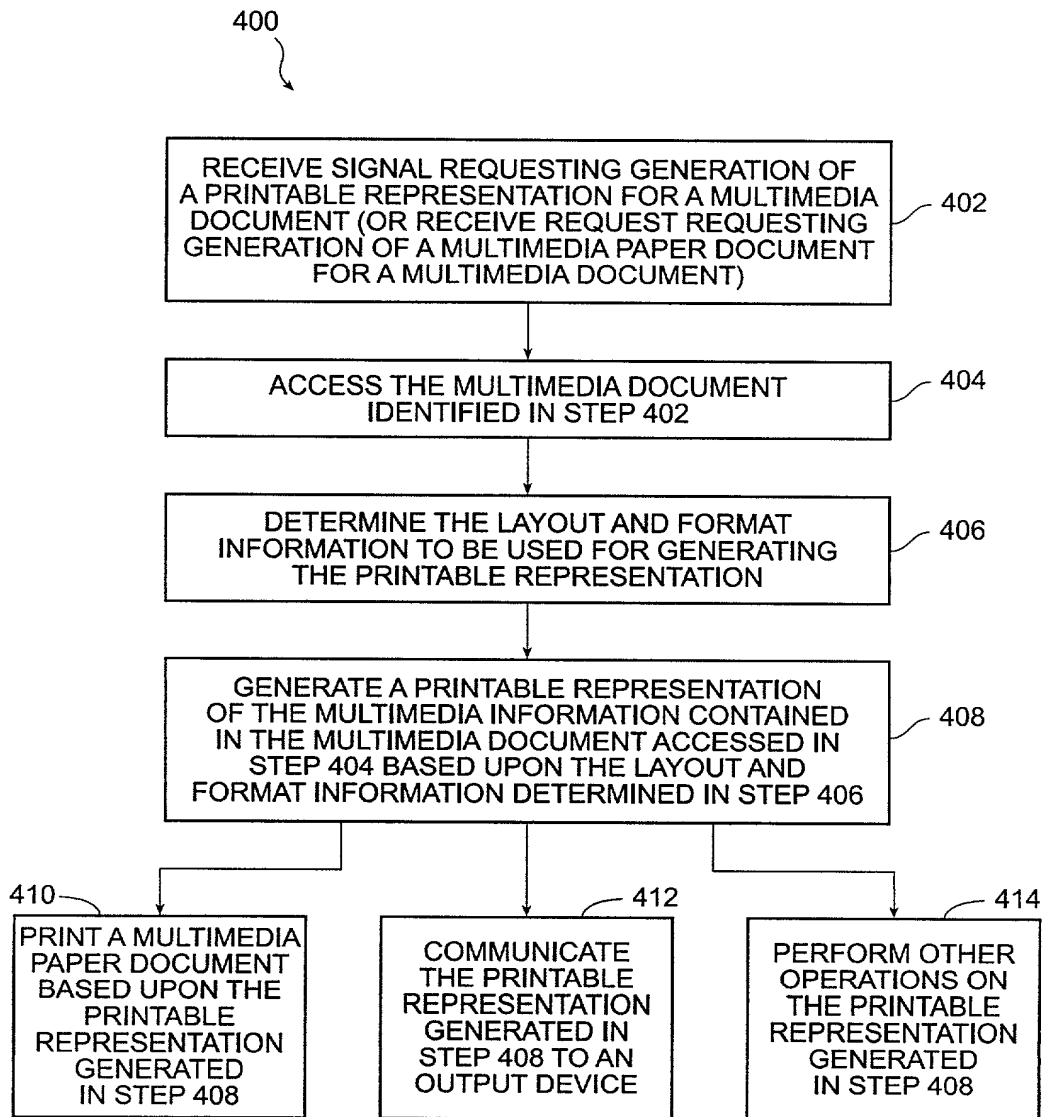 400
RECEIVE SIGNAL REQUESTING GENERATION OF
A PRINTABLE REPRESENTATION FOR A MULTIMEDIA
DOCUMENT (OR RECEIVE REQUEST REQUESTING
GENERATION OF A MULTIMEDIA PAPER DOCUMENT
FOR A MULTIMEDIA DOCUMENT)
402
ACCESS THE MULTIMEDIA DOCUMENT
IDENTIFIED IN STEP 402
404
DETERMINE THE LAYOUT AND FORMAT
INFORMATION TO BE USED FOR GENERATING
THE PRINTABLE REPRESENTATION
406
GENERATE A PRINTABLE REPRESENTATION
OF THE MULTIMEDIA INFORMATION CONTAINED
IN THE MULTIMEDIA DOCUMENT ACCESSED IN
STEP 404 BASED UPON THE LAYOUT AND
FORMAT INFORMATION DETERMINED IN STEP 406
408
410
PRINT A MULTIMEDIA
PAPER DOCUMENT
BASED UPON THE
PRINTABLE
REPRESENTATION
GENERATED
IN STEP 408
412
COMMUNICATE
THE PRINTABLE
REPRESENTATION
GENERATED IN
STEP 408 TO AN
OUTPUT DEVICE
414
PERFORM OTHER
OPERATIONS ON
THE PRINTABLE
REPRESENTATION
GENERATED
IN STEP 408